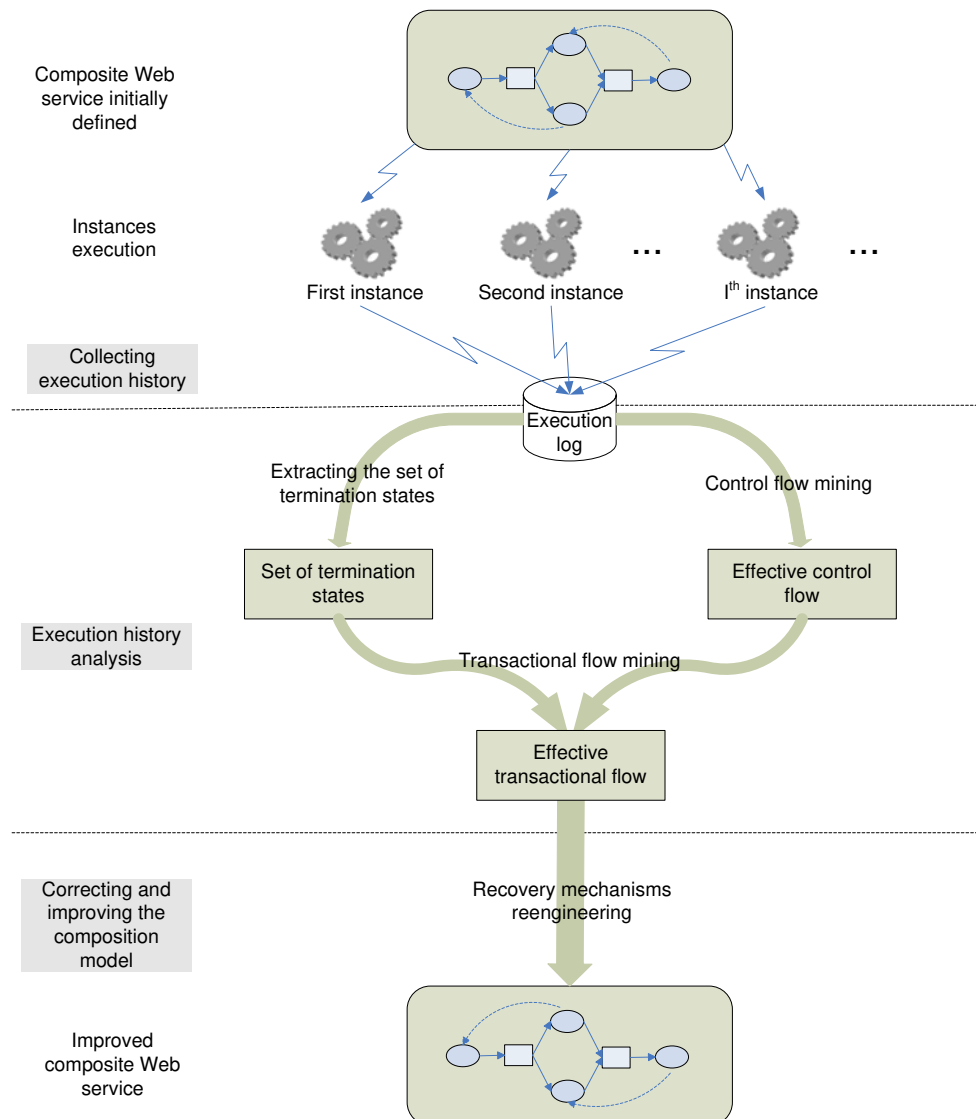 Composite Web
service initially
defined
Instances
execution
...
...
First instance
Second instance
Ith instance
Collecting
execution history
Execution
log
Extracting the set of
termination states
Control flow mining
Set of termination
states
Effective control
flow
Execution history
analysis
Transactional flow mining
Effective
transactional flow
Correcting and
improving the
composition
model
Recovery mechanisms
reengineering
Improved
composite Web
service